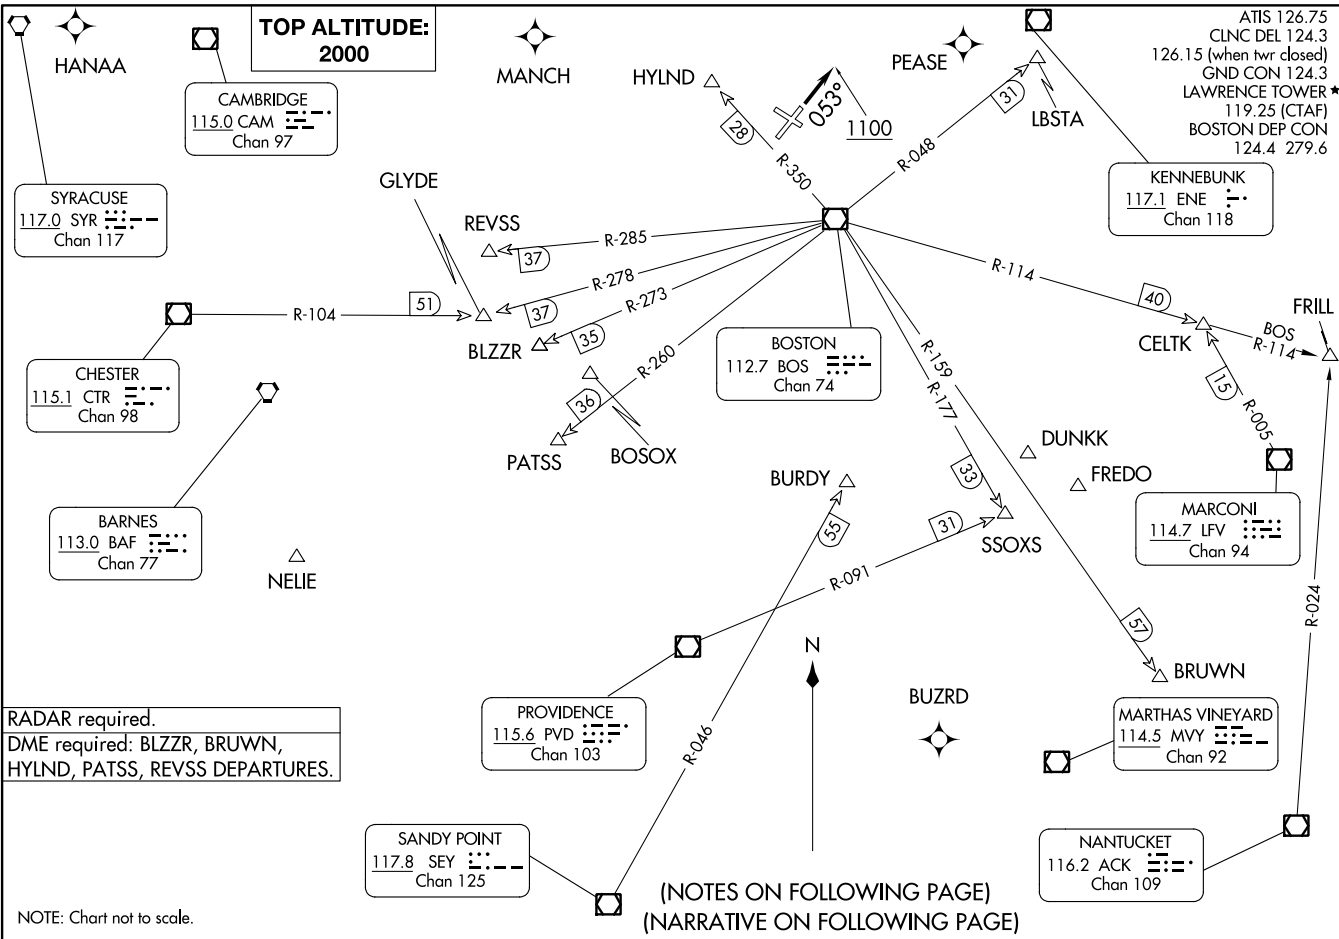 TOP ALTITUDE:
2000
ATIS 126.75
CLNC DEL 124.3
126.15 (when twr closed)
GND CON 124.3
LAWRENCE TOWER ★
119.25 (CTAF)
BOSTON DEP CON
124.4 279.6
HANAA
MANCH
PEASE
HYLND
LBSTA
053°
1100
CAMBRIDGE
115.0 CAM
Chan 97
SYRACUSE
117.0 SYR
Chan 117
KENNEBUNK
117.1 ENE
Chan 118
GLYDE
REVSS
28
R-350
R-048
31
R-285
37
R-278
37
R-273
35
R-260
36
R-104
51
BLZZR
PATSS
BOSOX
R-114
40
CELTK
BOS
R-114
FRILL
BOSTON
112.7 BOS
Chan 74
CHESTER
115.1 CTR
Chan 98
R-159
R-177
33
15
R-005
DUNKK
FREDO
BURDY
55
31
SSOXS
R-091
MARCONI
114.7 LFV
Chan 94
BARNES
113.0 BAF
Chan 77
NELIE
R-024
57
BRUWN
N
BUZRD
PROVIDENCE
115.6 PVD
Chan 103
R-046
MARTHAS VINEYARD
114.5 MVY
Chan 92
RADAR required.
DME required: BLZZR, BRUWN,
HYLND, PATSS, REVSS DEPARTURES.
SANDY POINT
117.8 SEY
Chan 125
NANTUCKET
116.2 ACK
Chan 109
(NOTES ON FOLLOWING PAGE)
(NARRATIVE ON FOLLOWING PAGE)
NOTE: Chart not to scale.